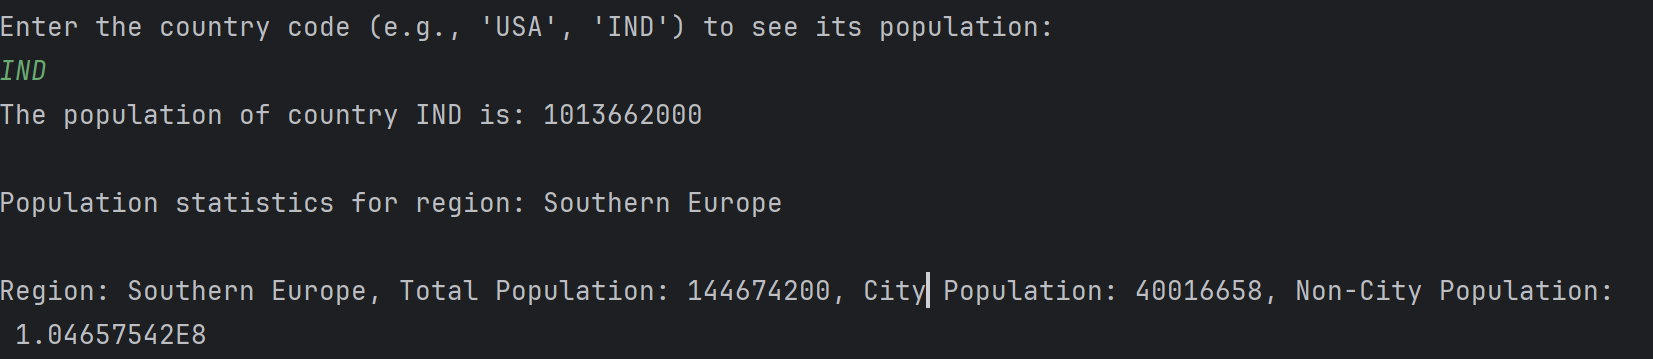 Enter the country code (e.g., 'USA', 'IND') to see its population:
IND
The population of country IND is: 1013662000
Population statistics for region: Southern Europe
Region: Southern Europe, Total Population: 144674200, City Population: 40016658, Non-City Population:
1.04657542E8